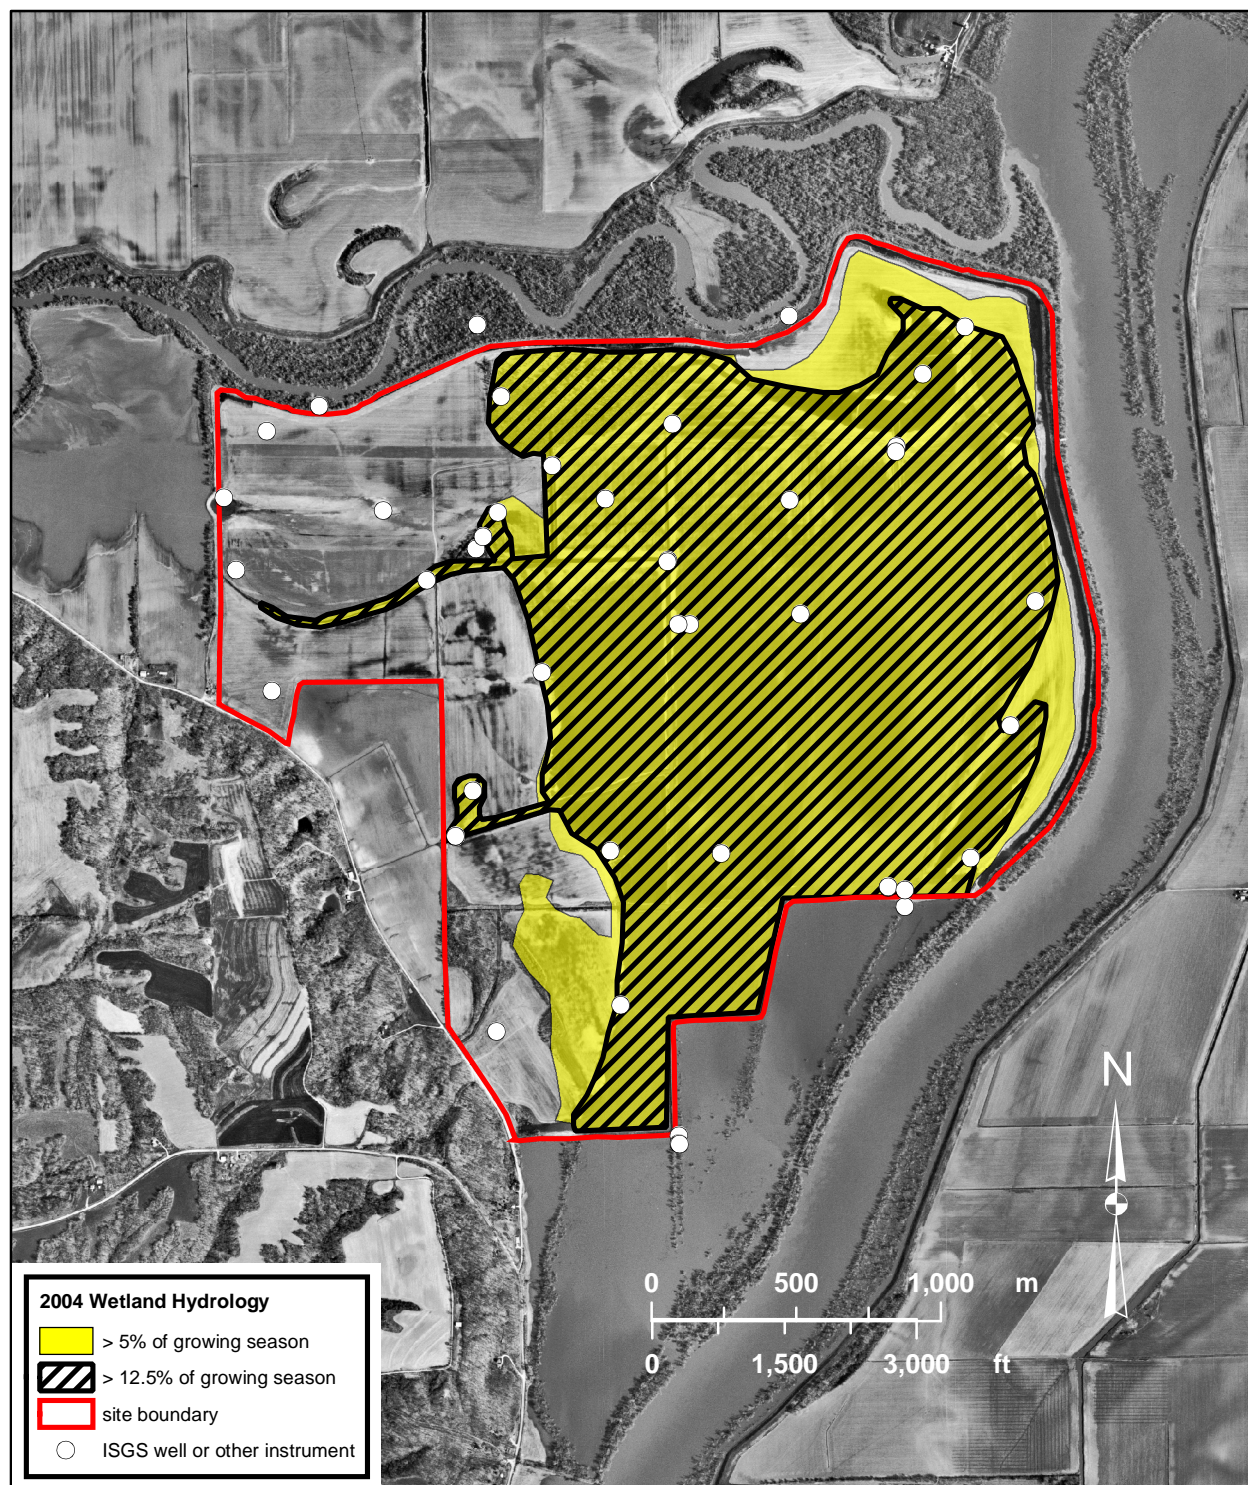 N
0 500 1,000 m
0 1,500 3,000 ft
2004 Wetland Hydrology
> 5% of growing season
> 12.5% of growing season
site boundary
ISGS well or other instrument